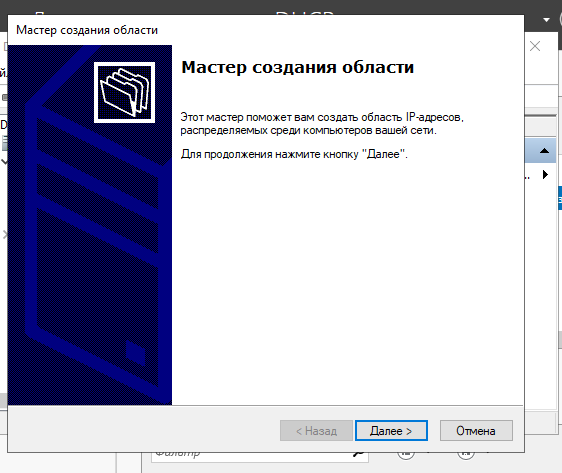 Мастер создания области
Мастер создания области
Этот мастер поможет вам создать область IP-адресов,
распределяемых среди компьютеров вашей сети.
Для продолжения нажмите кнопку "Далее".
< Назад
Далее >
Отмена
Фильтр